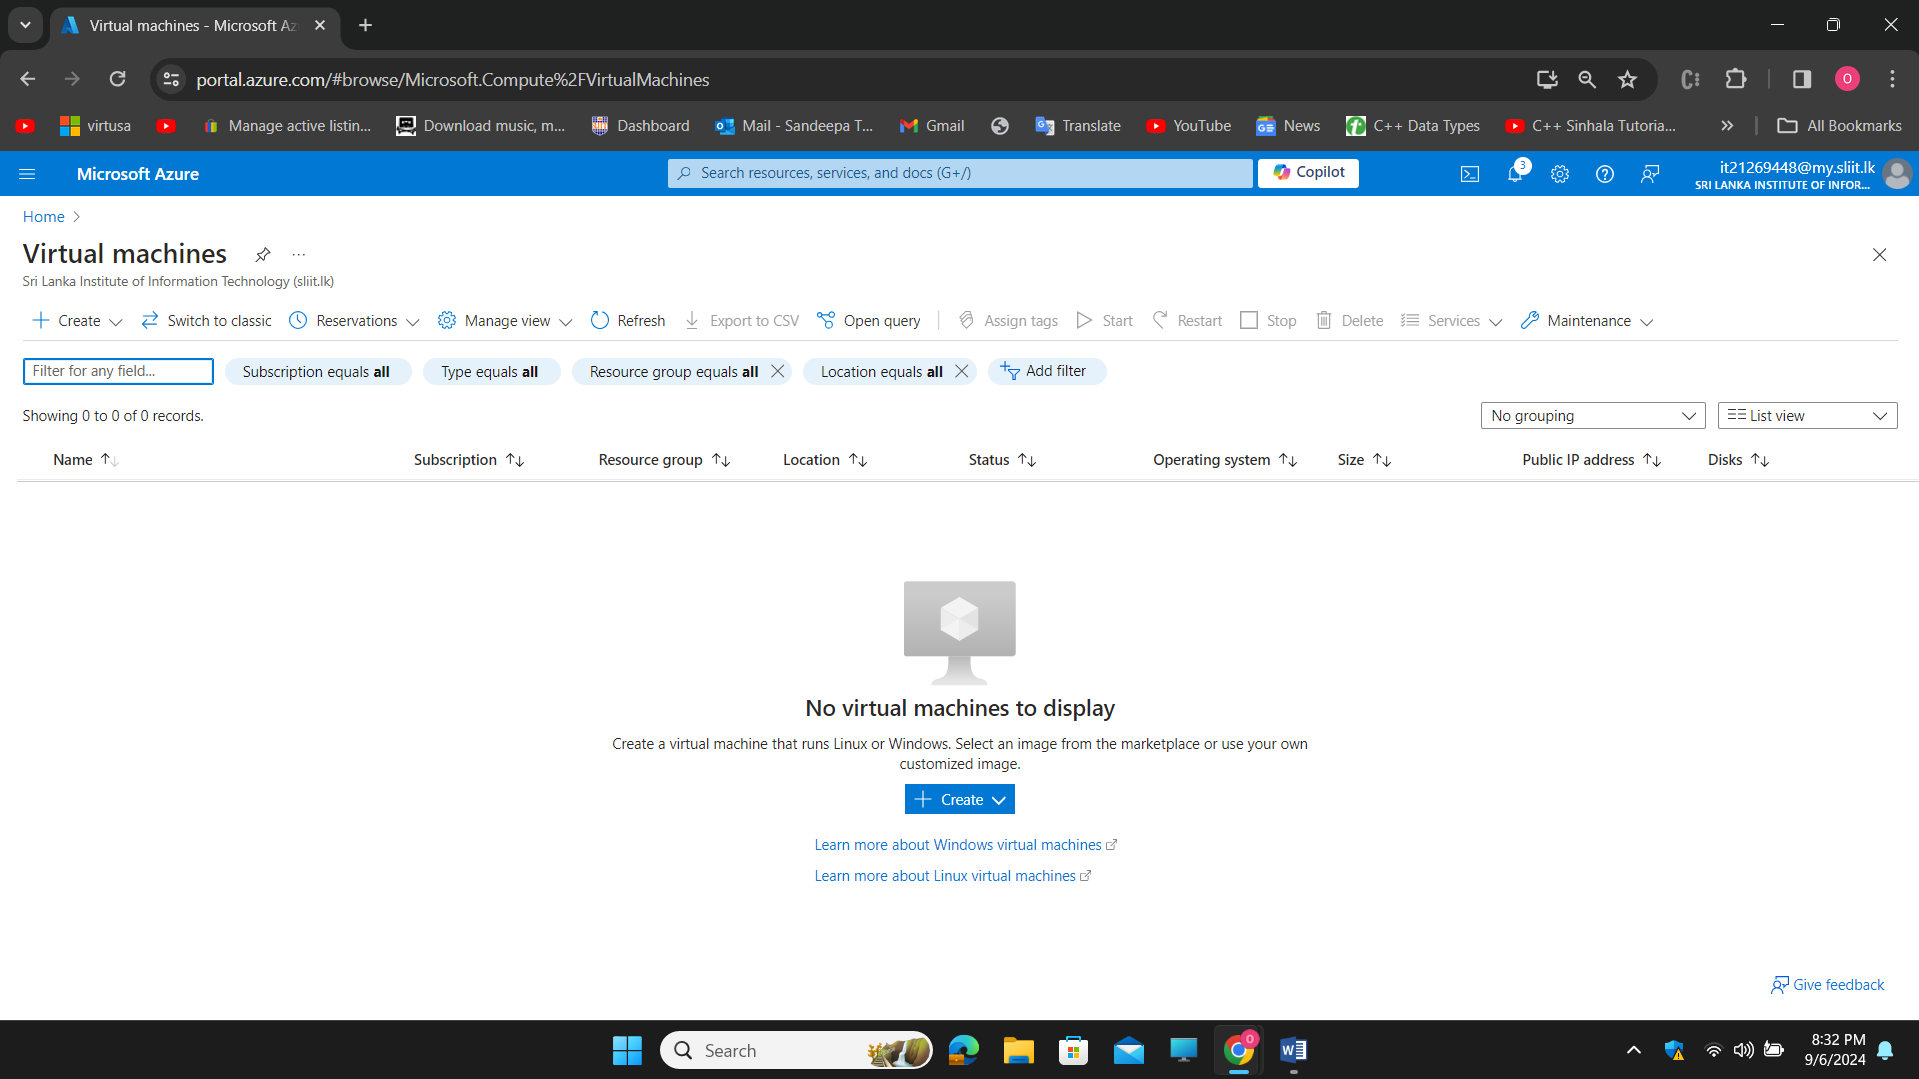 Virtual machines - Microsoft Az
portal.azure.com/#browse/Microsoft.Compute%2FVirtualMachines
O
virtusa
Manage active listin...
Download music, m...
Dashboard
Mail - Sandeepa T...
Gmail
Translate
YouTube
News
C++ Data Types
C++ Sinhala Tutoria...
All Bookmarks
Microsoft Azure
Search resources, services, and docs (G+/)
Copilot
3
it21269448@my.sliit.lk
SRI LANKA INSTITUTE OF INFOR...
Home
Virtual machines
Sri Lanka Institute of Information Technology (sliit.lk)
Create
Switch to classic
Reservations
Manage view
Refresh
Export to CSV
Open query
Assign tags
Start
Restart
Stop
Delete
Services
Maintenance
Filter for any field...
Subscription equals all
Type equals all
Resource group equals all
Location equals all
Add filter
Showing 0 to 0 of 0 records.
No grouping
List view
Name
Subscription
Resource group
Location
Status
Operating system
Size
Public IP address
Disks
No virtual machines to display
Create a virtual machine that runs Linux or Windows. Select an image from the marketplace or use your own
customized image.
Create
Learn more about Windows virtual machines
Learn more about Linux virtual machines
Give feedback
Search
8:32 PM
9/6/2024